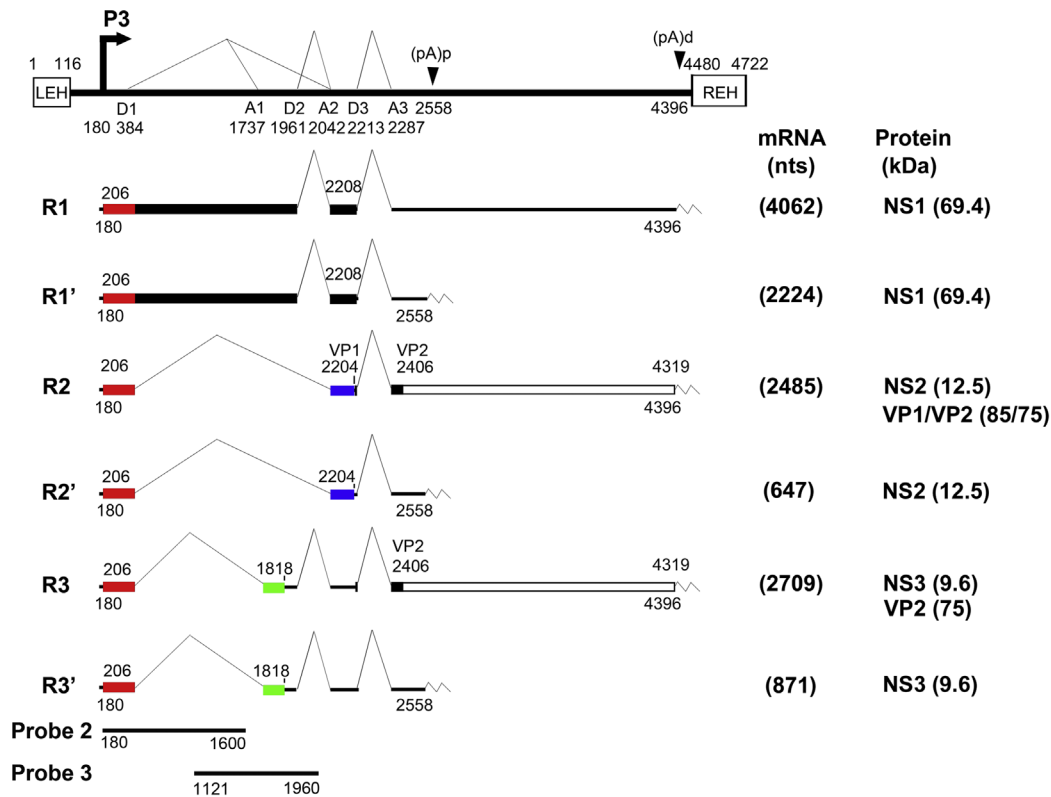 P3
(pA)p
(pA)d
1 116
4480 4722
LEH
REH
D1 A1 D2 A2 D3 A3 2558 4396
180 384 1737 1961 2042 2213 2287
mRNA Protein
(nts) (kDa)
206 2208
R1 (4062) NS1 (69.4)
180 4396
206 2208
R1’ (2224) NS1 (69.4)
180 2558
VP1 VP2
206 2204 2406 4319
R2 (2485) NS2 (12.5)
180 4396
VP1/VP2 (85/75)
206 2204
R2’ (647) NS2 (12.5)
180 2558
VP2
206 1818 2406 4319
R3 (2709) NS3 (9.6)
180 4396
VP2 (75)
206 1818
R3’ (871) NS3 (9.6)
180 2558
Probe 2
180 1600
Probe 3
1121 1960